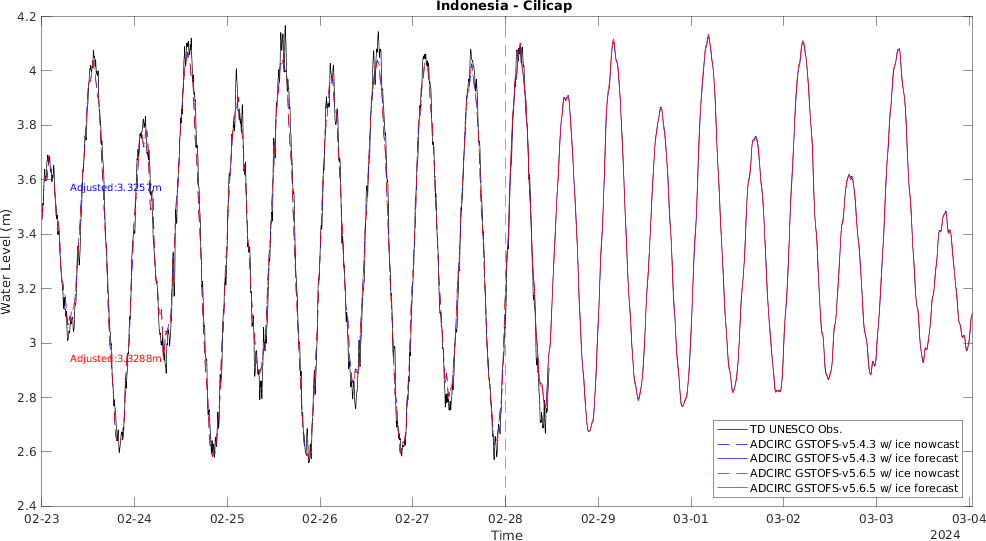 Indonesia - Cilicap
4.2
4
3.8
3.6
3.4
3.2
3
2.8
2.6
2.4
Water Level (m)
Adjusted:3.3257m
Adjusted:3.3288m
TD UNESCO Obs.
ADCIRC GSTOFS-v5.4.3 w/ ice nowcast
ADCIRC GSTOFS-v5.4.3 w/ ice forecast
ADCIRC GSTOFS-v5.6.5 w/ ice nowcast
ADCIRC GSTOFS-v5.6.5 w/ ice forecast
02-23 02-24 02-25 02-26 02-27 02-28 02-29 03-01 03-02 03-03 03-04
Time
2024